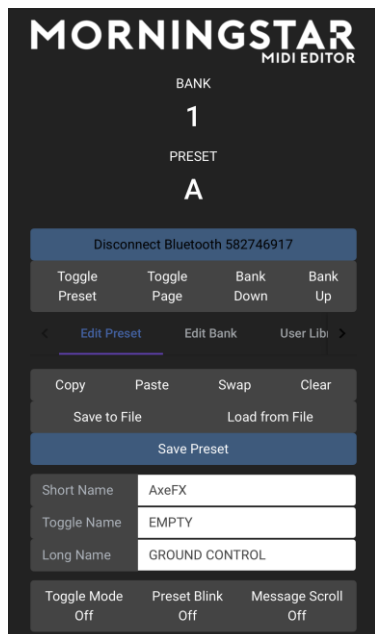 MORNINGSTAR
MIDI EDITOR
BANK
1
PRESET
A
Disconnect Bluetooth 582746917
Toggle Preset Toggle Page Bank Down Bank Up
< Edit Preset Edit Bank User Libr >
Copy Paste Swap Clear
Save to File Load from File
Save Preset
Short Name AxeFX
Toggle Name EMPTY
Long Name GROUND CONTROL
Toggle Mode Preset Blink Message Scroll
Off Off Off